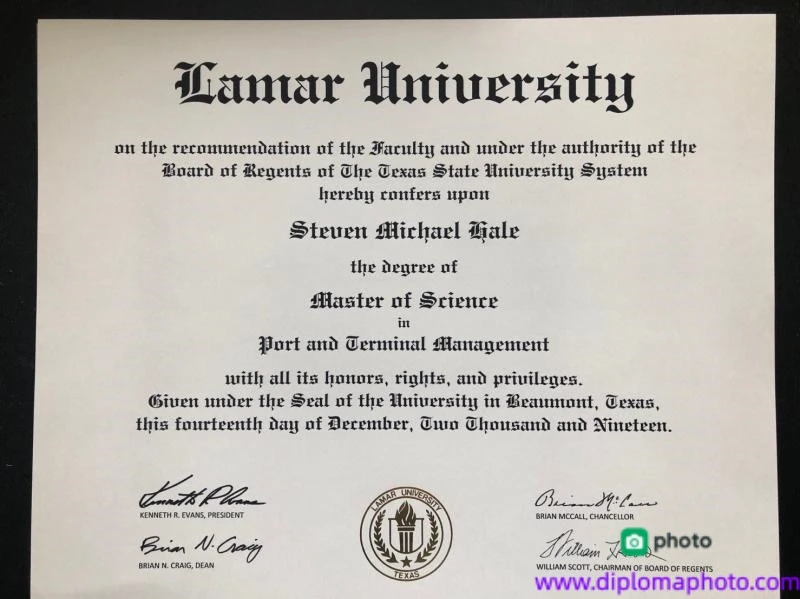 Lamar University
on the recommendation of the Faculty and under the authority of the
Board of Regents of The Texas State University System
hereby confers upon
Steven Michael Hale
the degree of
Master of Science
in
Port and Terminal Management
with all its honors, rights, and privileges.
Given under the Seal of the University in Beaumont, Texas,
this fourteenth day of December, Two Thousand and Nineteen.
KENNETH R. EVANS, PRESIDENT
BRIAN MCCALL, CHANCELLOR
Brian N. Craig
BRIAN N. CRAIG, DEAN
LAMAR UNIVERSITY
TEXAS
photo
WILLIAM SCOTT, CHAIRMAN OF BOARD OF REGENTS
www.diplomaphoto.com